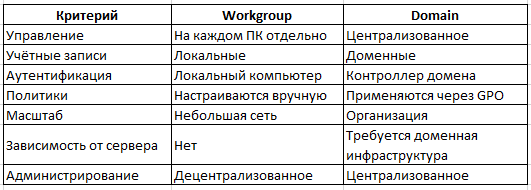 Критерий Workgroup Domain
Управление На каждом ПК отдельно Централизованное
Учётные записи Локальные Доменные
Аутентификация Локальный компьютер Контроллер домена
Политики Настраиваются вручную Применяются через GPO
Масштаб Небольшая сеть Организация
Зависимость от сервера Нет Требуется доменная
инфраструктура
Администрирование Децентрализованное Централизованное